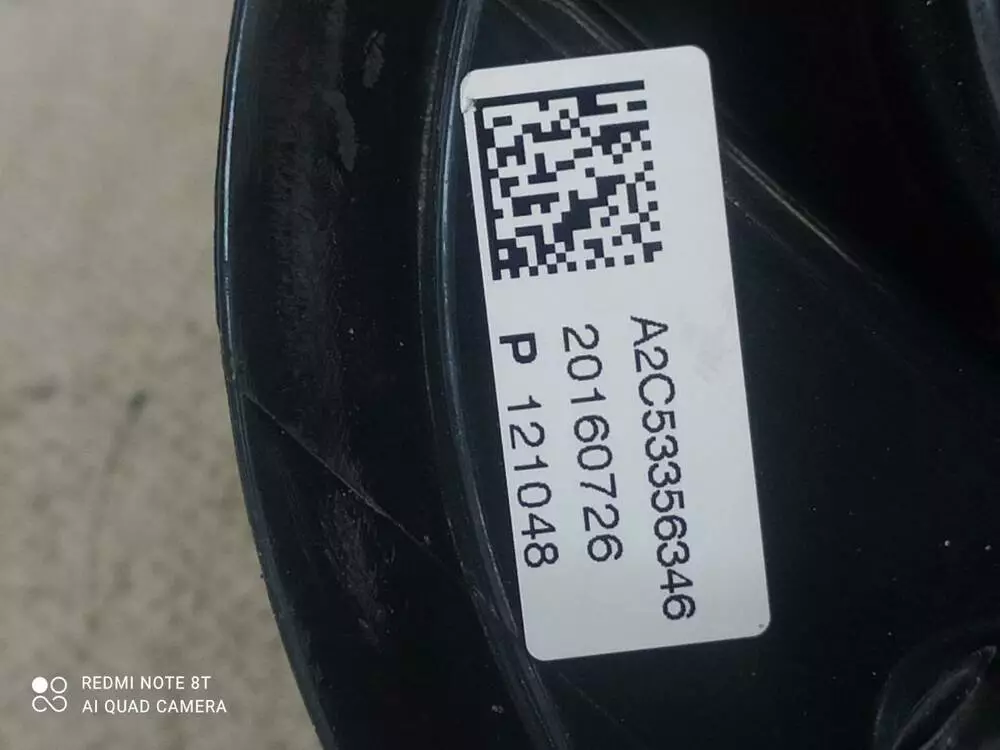 A2C53356346
20160726
P 121048
REDMI NOTE 8T
AI QUAD CAMERA